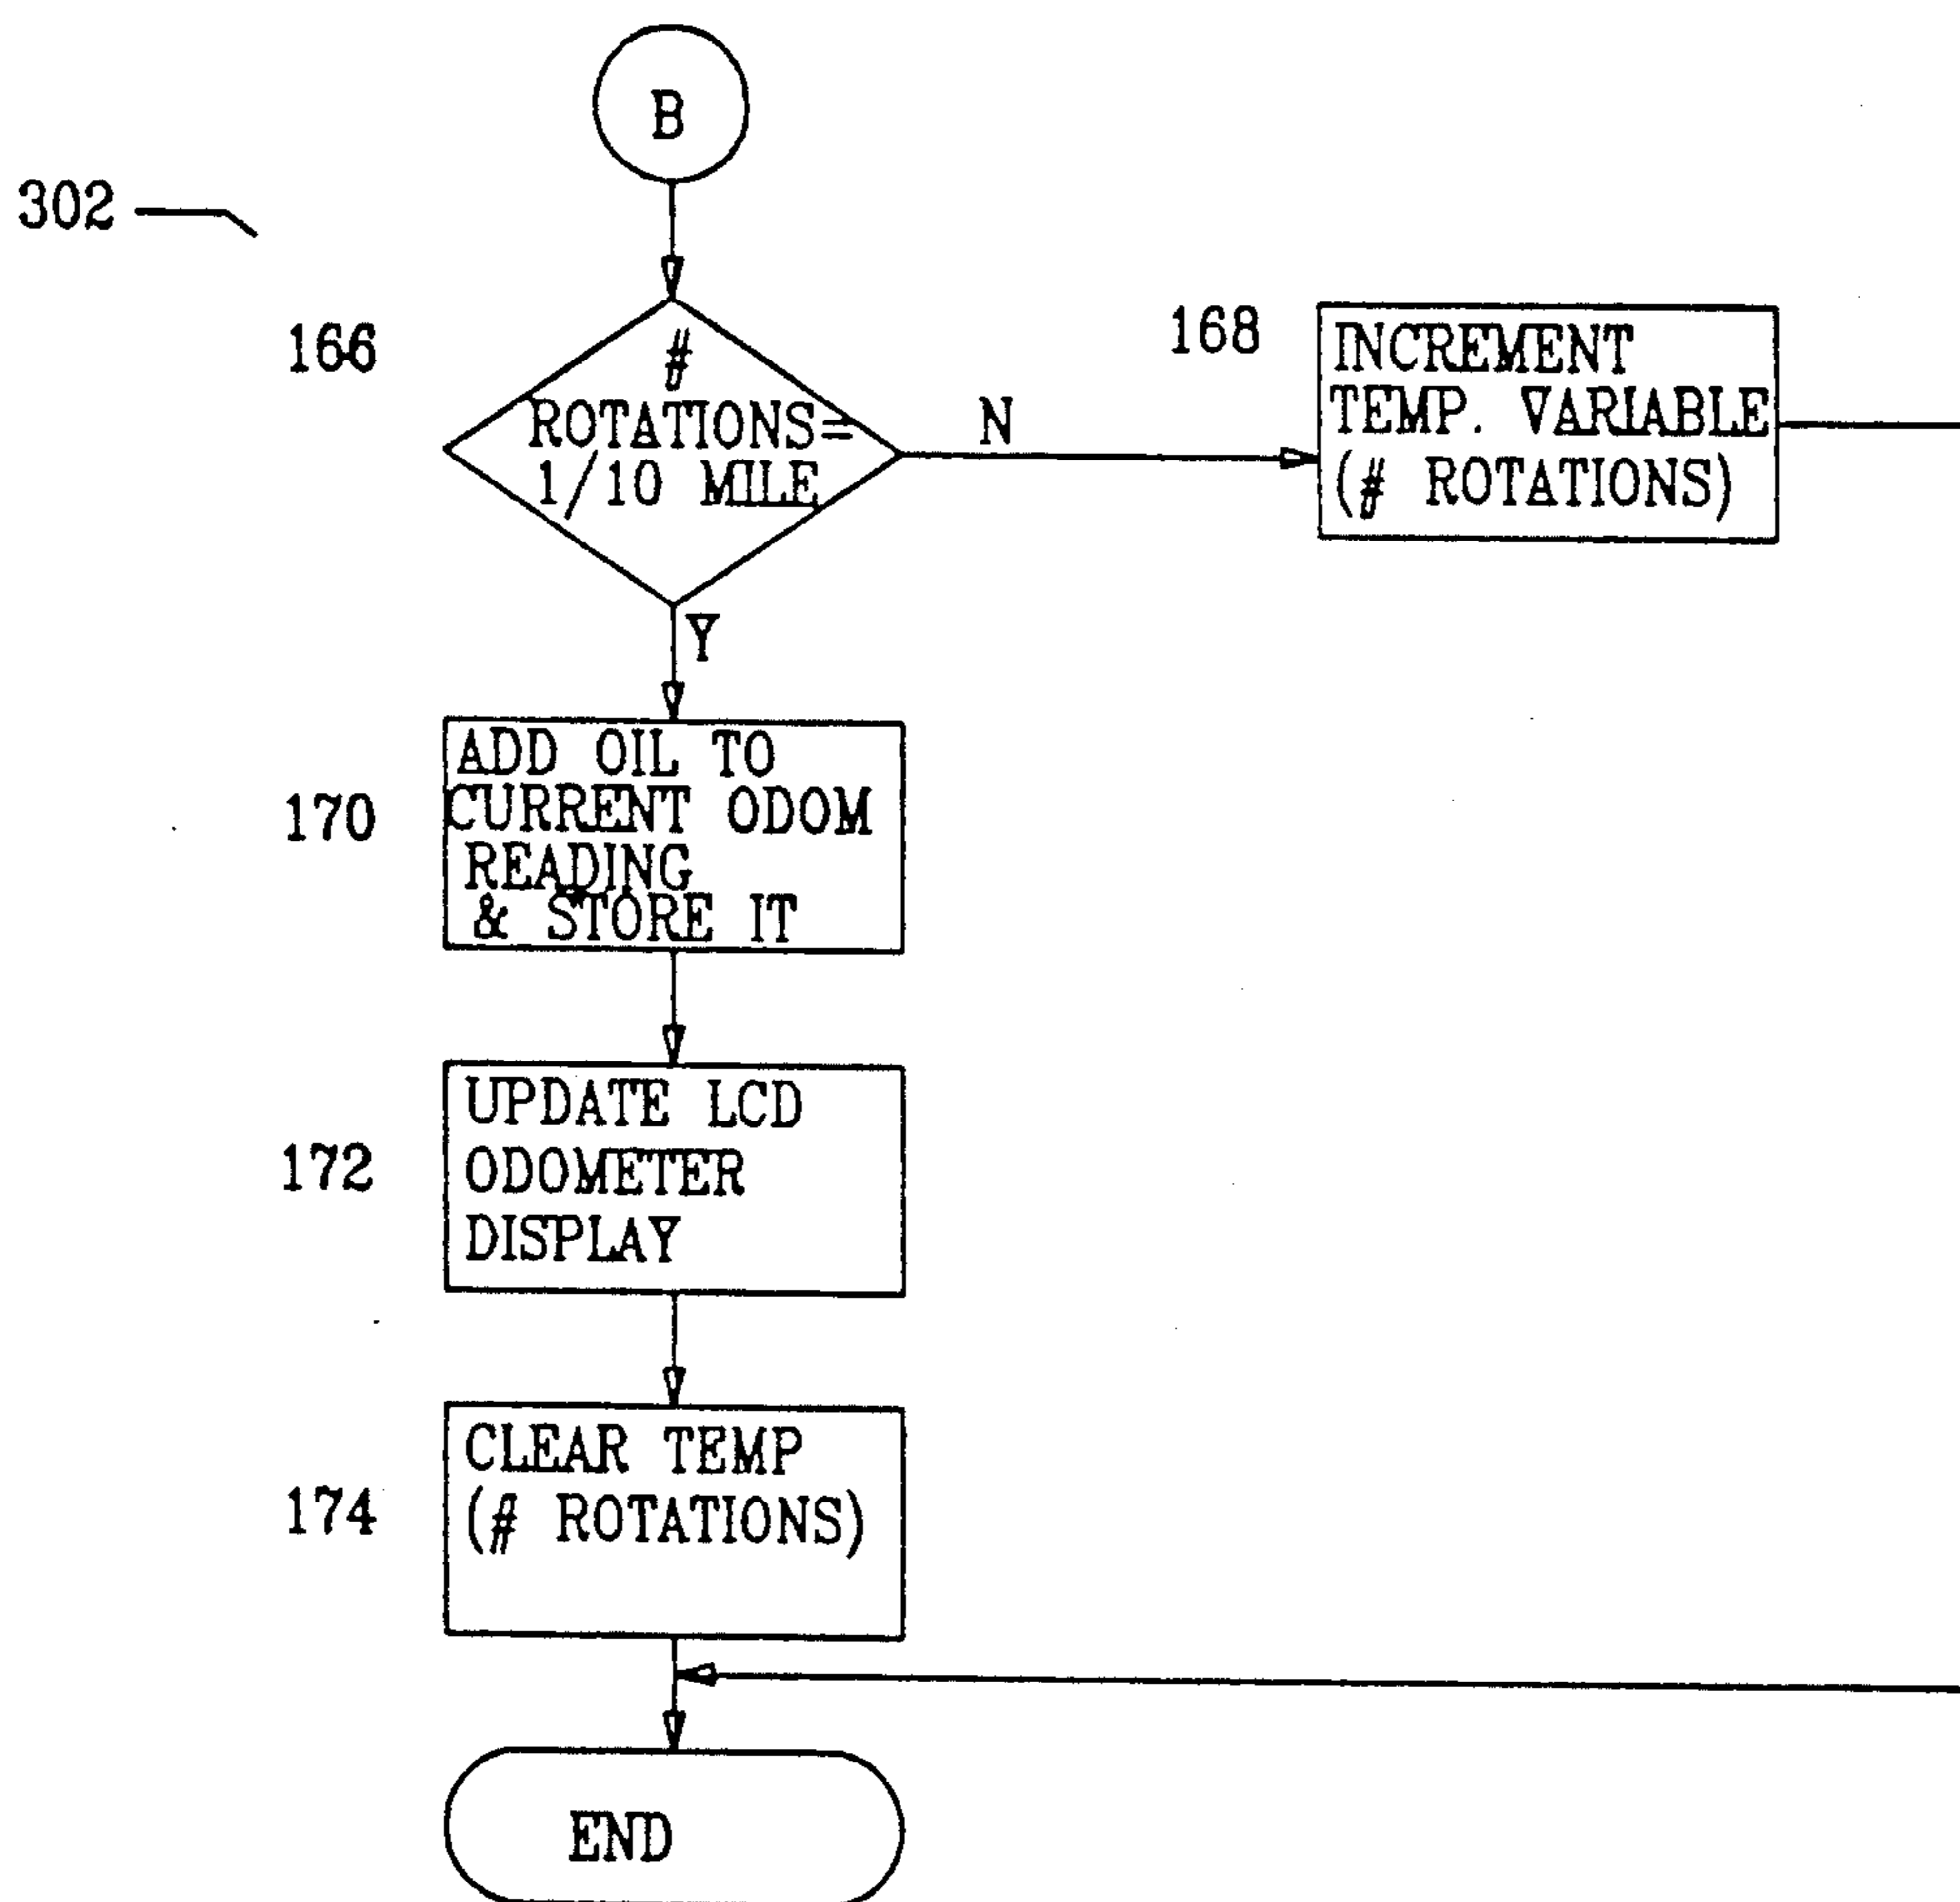 B
302
166
#
ROTATIONS=
1/10 MILE
N
168
INCREMENT
TEMP. VARIABLE
(# ROTATIONS)
Y
170
ADD OIL TO
CURRENT ODOM
READING
& STORE IT
172
UPDATE LCD
ODOMETER
DISPLAY
174
CLEAR TEMP
(# ROTATIONS)
END